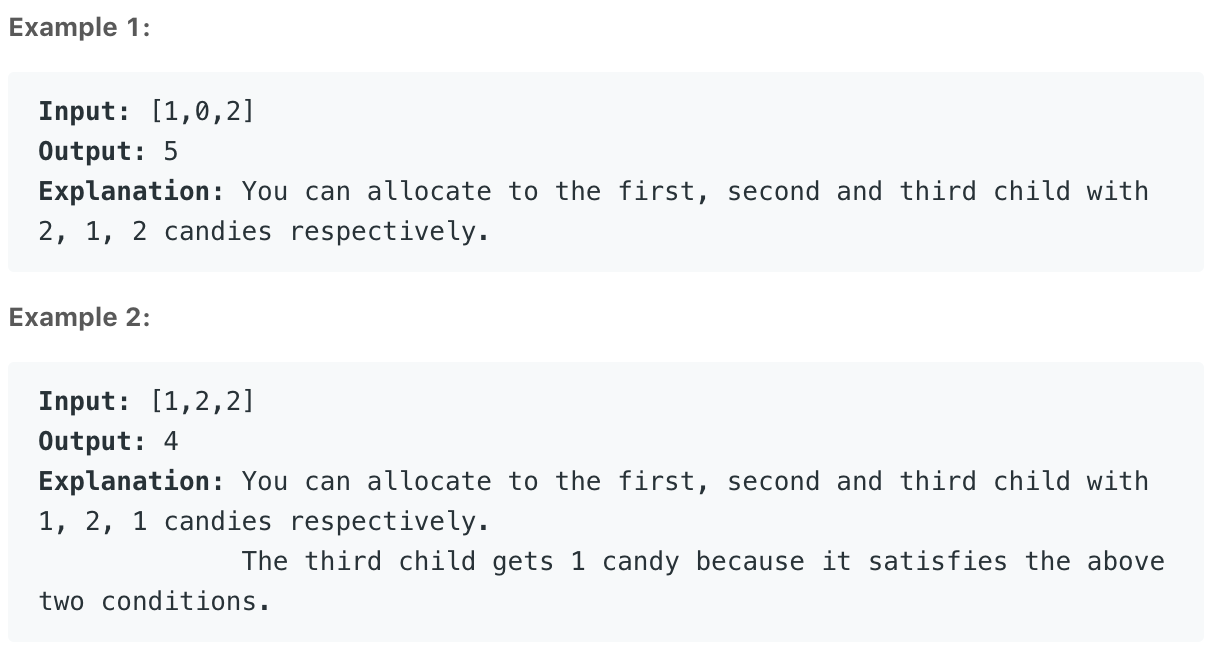 Example 1:
Input: [1,0,2]
Output: 5
Explanation: You can allocate to the first, second and third child with
2, 1, 2 candies respectively.
Example 2:
Input: [1,2,2]
Output: 4
Explanation: You can allocate to the first, second and third child with
1, 2, 1 candies respectively.
The third child gets 1 candy because it satisfies the above
two conditions.